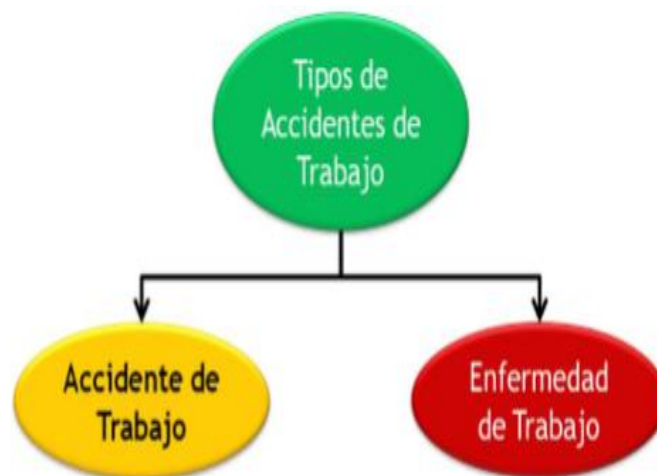 Tipos de
Accidentes de
Trabajo
Accidente de
Trabajo
Enfermedad
de Trabajo